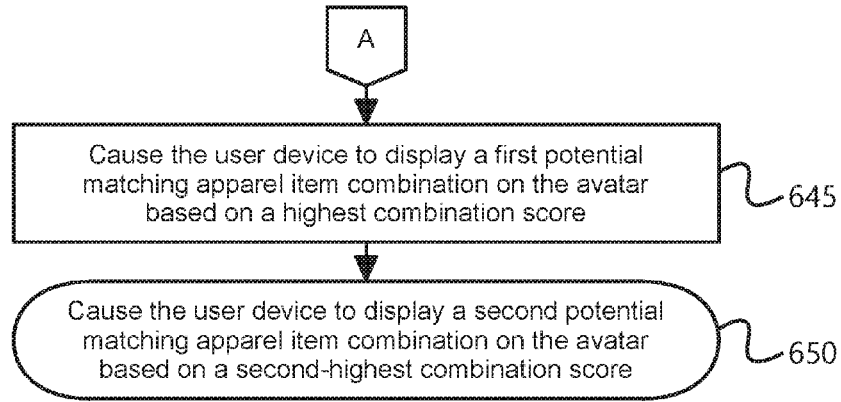 A
Cause the user device to display a first potential
matching apparel item combination on the avatar
based on a highest combination score
645
Cause the user device to display a second potential
matching apparel item combination on the avatar
based on a second-highest combination score
650